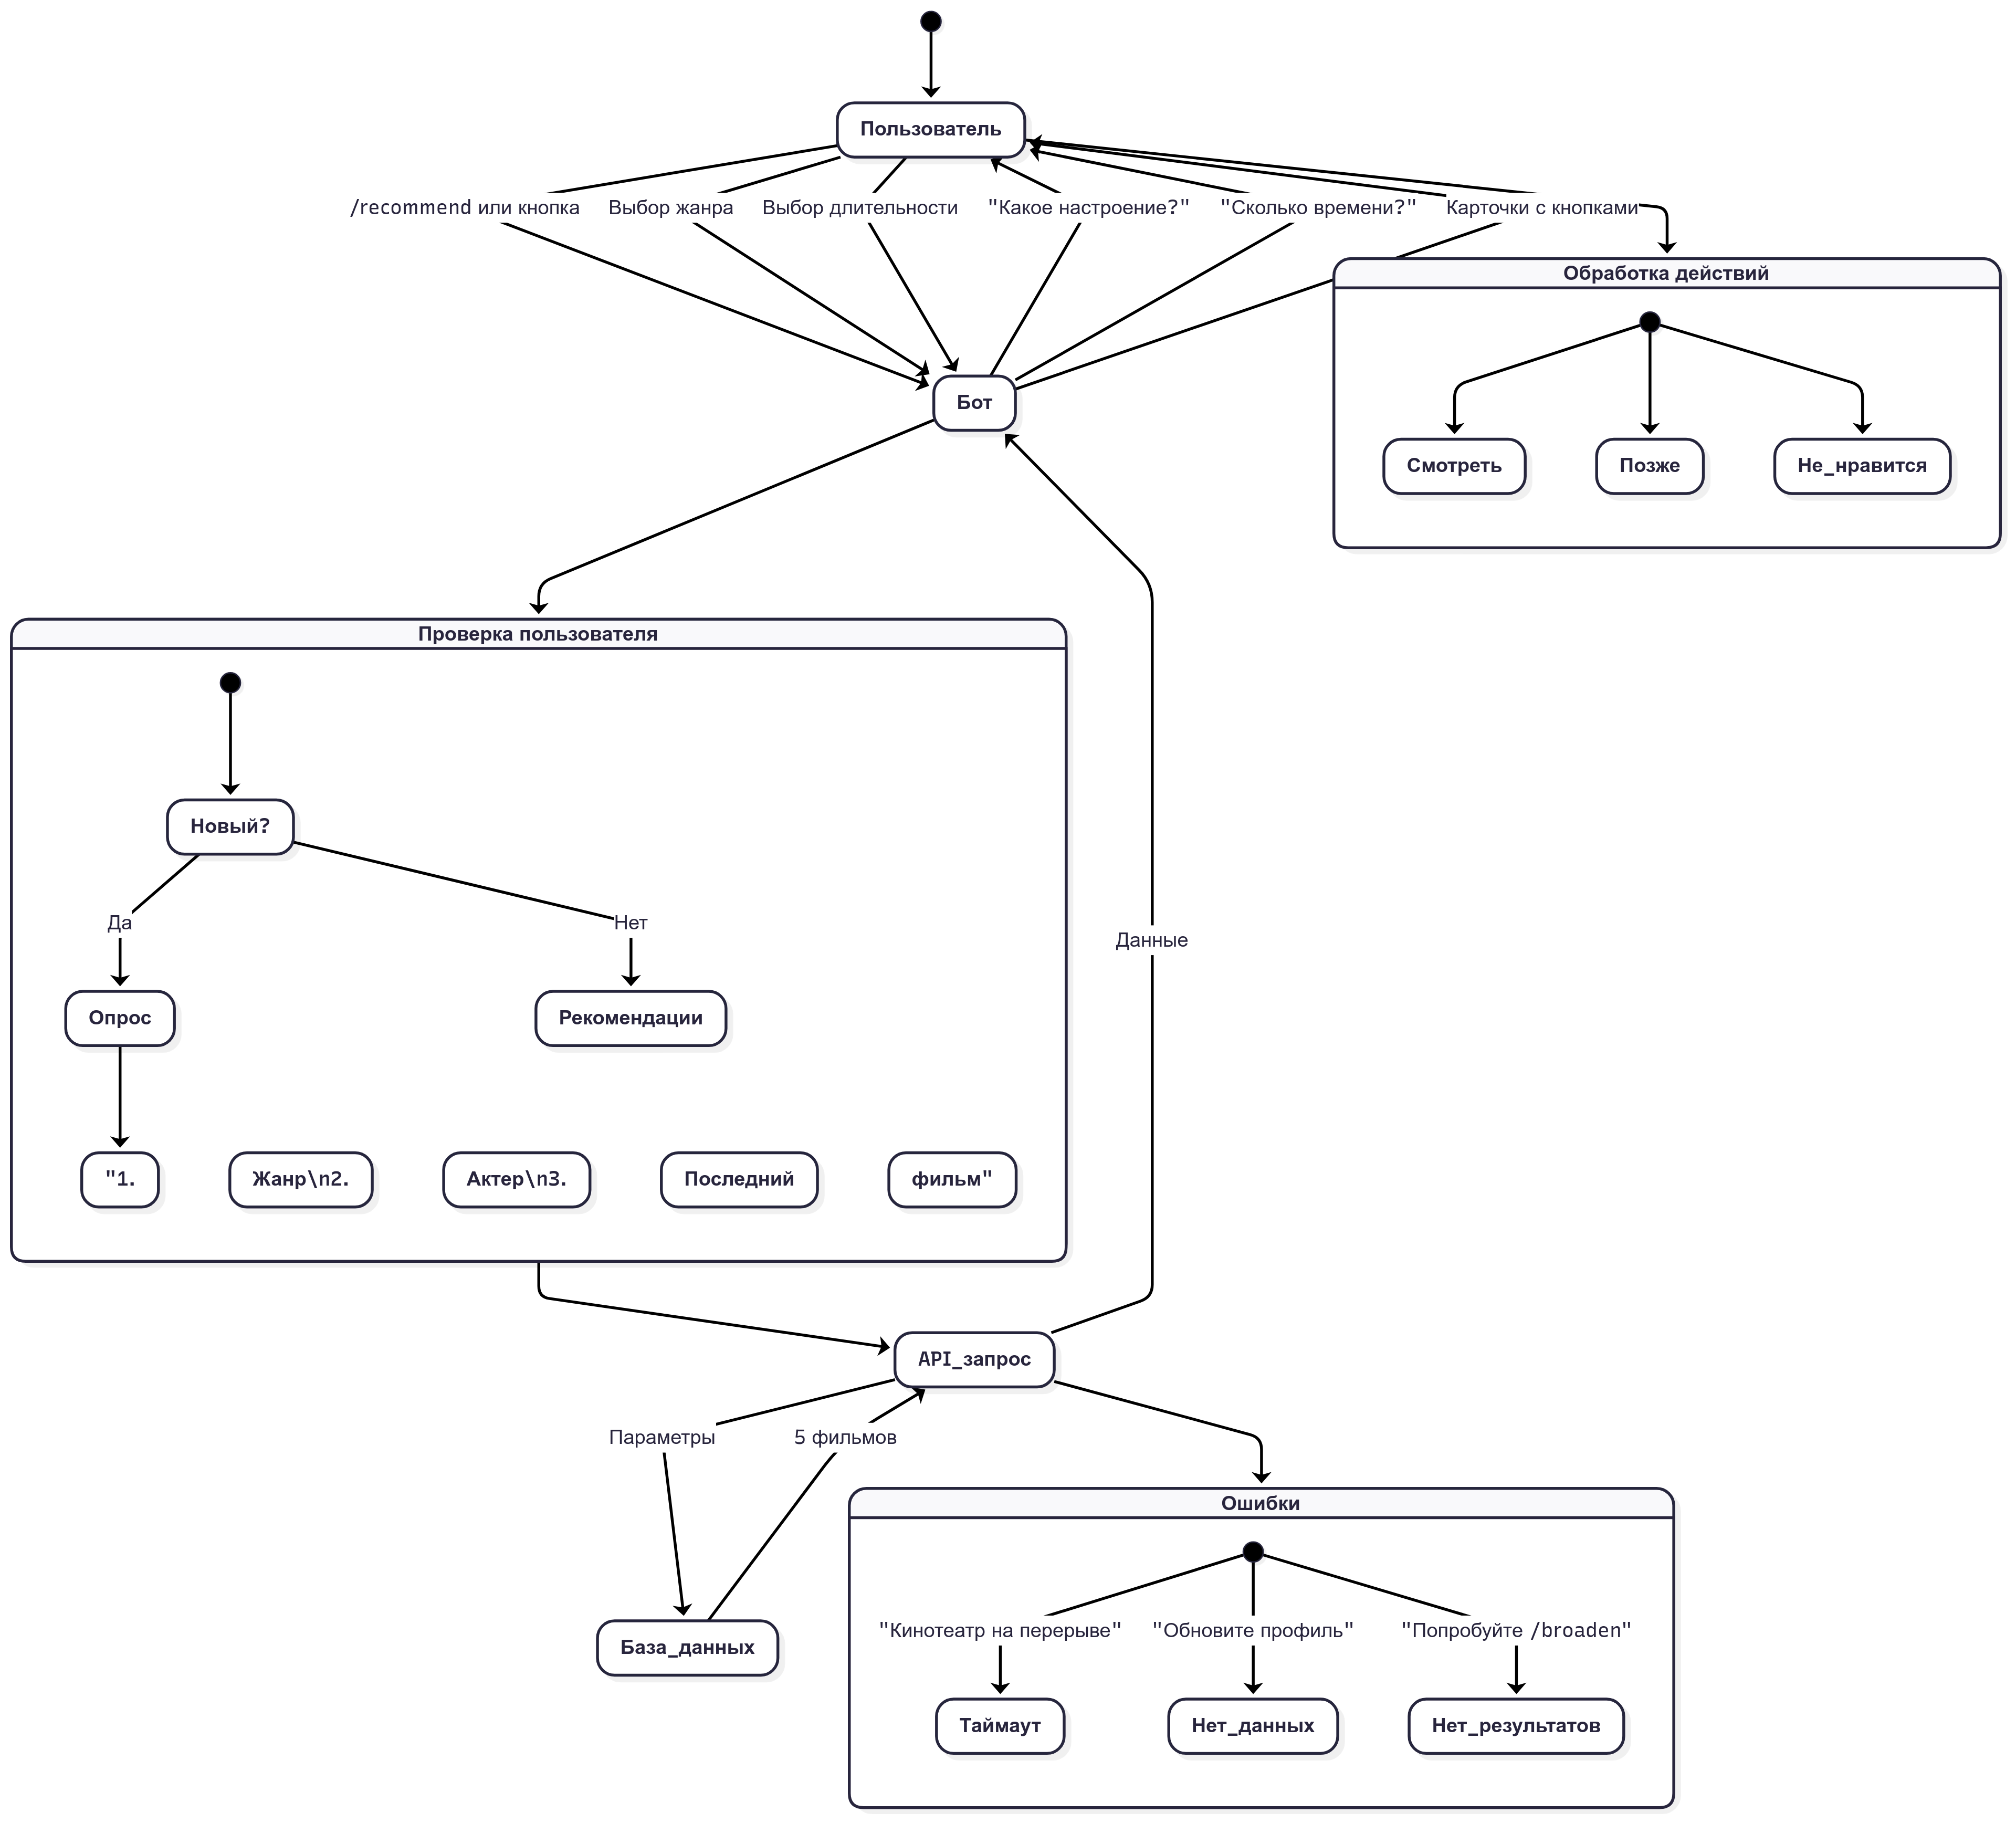 Пользователь
/recommend или кнопка
Выбор жанра
Выбор длительности
"Какое настроение?"
"Сколько времени?"
Карточки с кнопками
Обработка действий
Бот
Смотреть
Позже
Не_нравится
Проверка пользователя
Новый?
Да
Нет
Данные
Опрос
Рекомендации
"1.
Жанр\n2.
Актер\n3.
Последний
фильм"
API_запрос
Параметры
5 фильмов
Ошибки
"Кинотеатр на перерыве"
"Обновите профиль"
"Попробуйте /broaden"
База_данных
Таймаут
Нет_данных
Нет_результатов